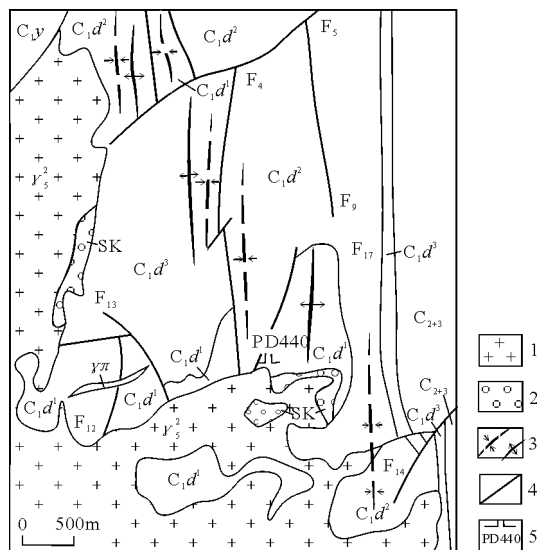 C₁y
C₁d²
C₁d²
F₅
C₁d¹
F₄
γ₅²
C₁d²
F₉
SK
F₁₇
C₁d³
C₁d³
F₁₃
C₂₊₃
PD440
C₁d¹
C₁d¹
C₂₊₃
γπ
C₁d¹
C₁d¹
SK
C₁d³
F₁₂
γ₅²
F₁₄
C₁d¹
C₁d²
0 500m
1
2
3
4
PD440 5